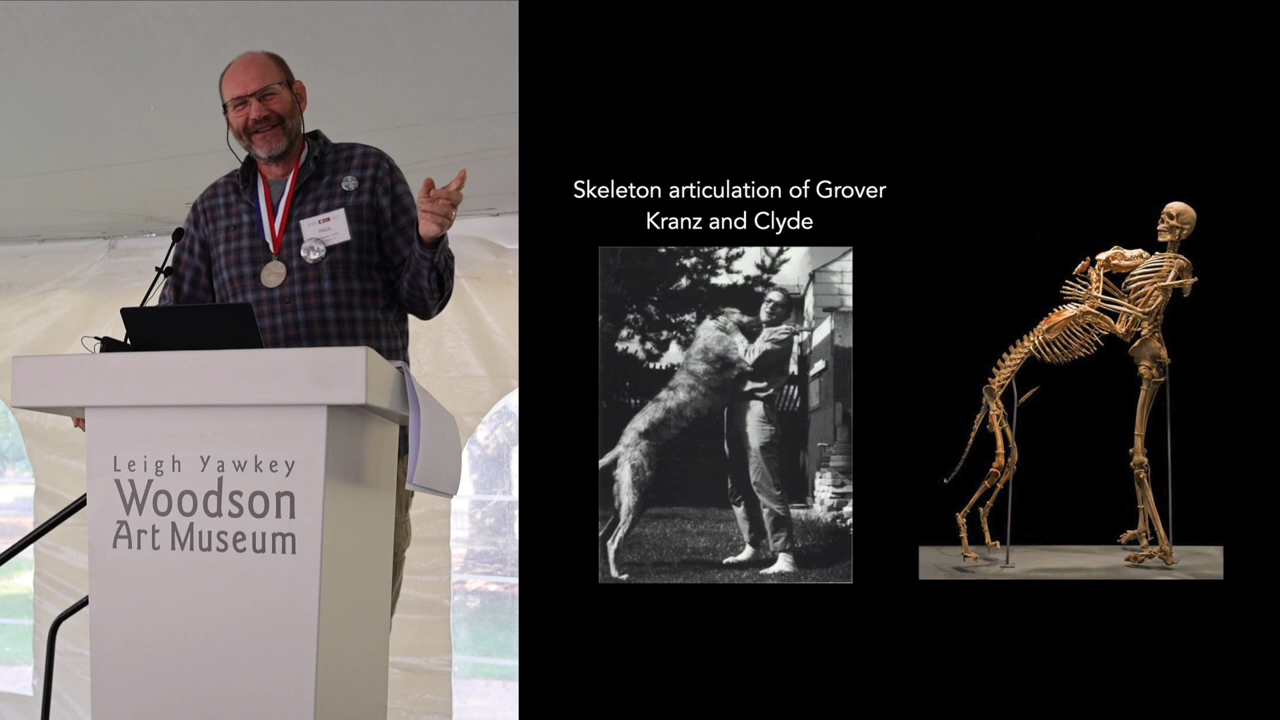 Leigh Yawkey
Woodson
Art Museum
Skeleton articulation of Grover
Kranz and Clyde